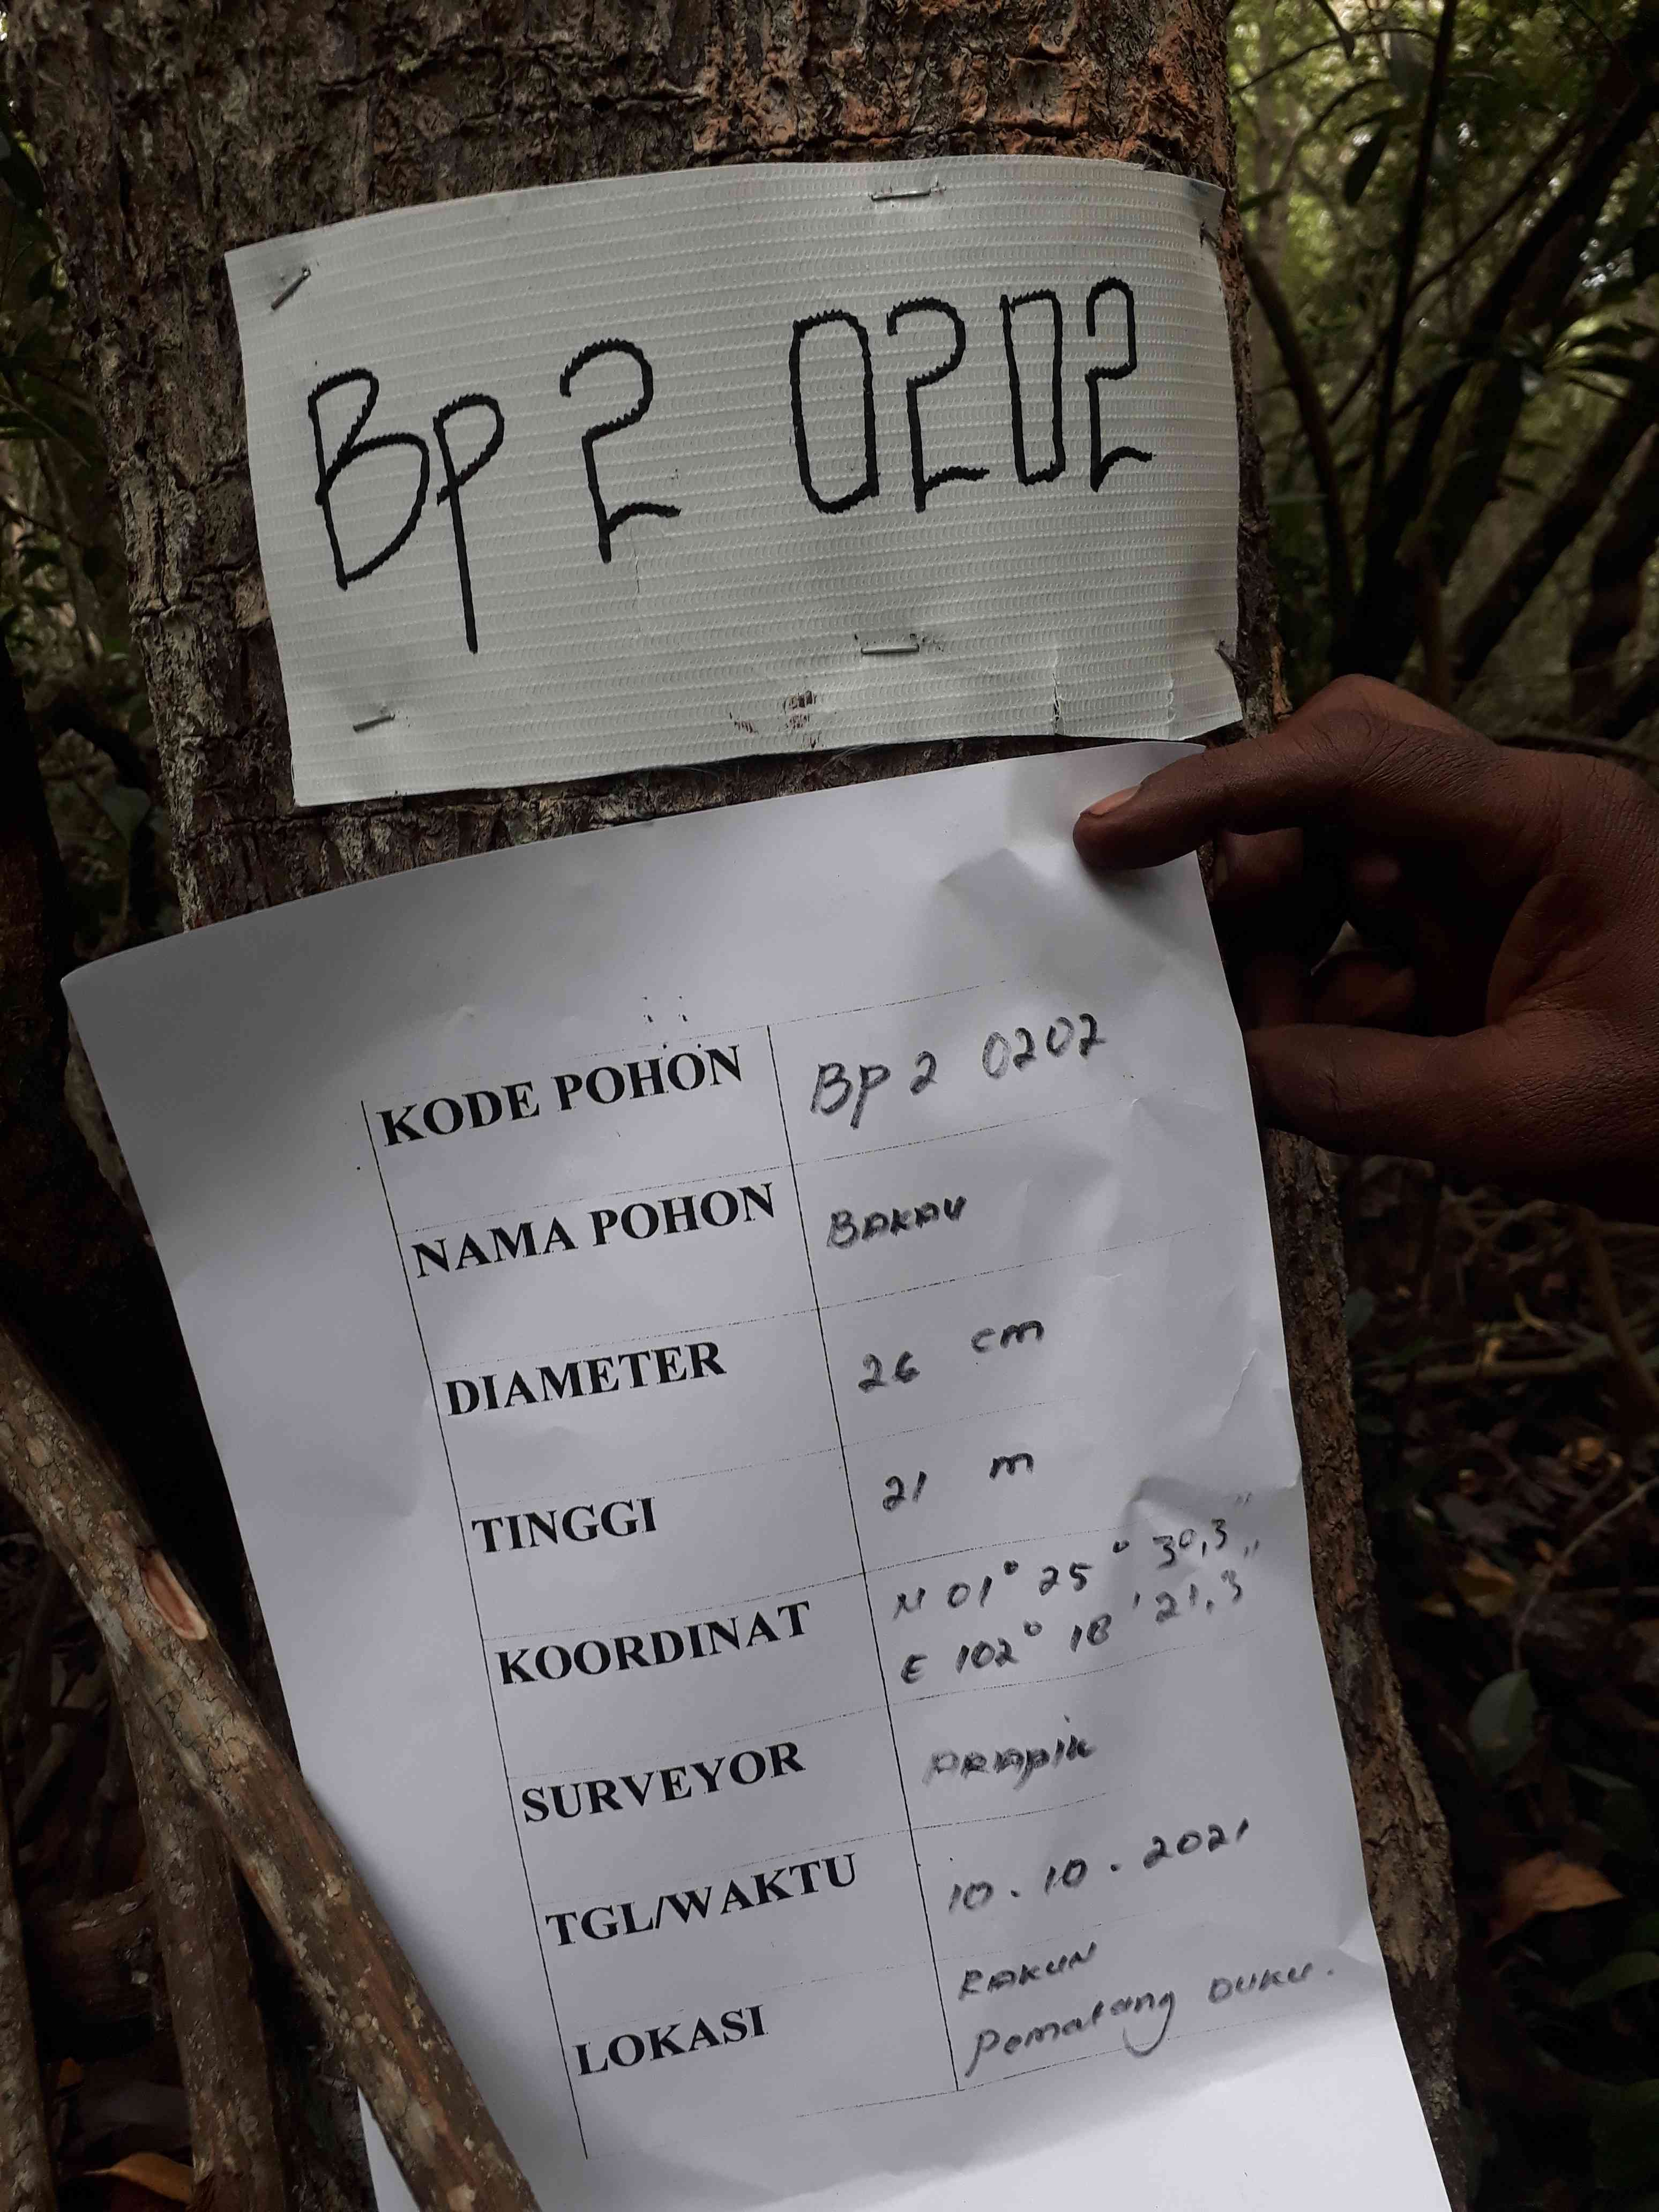 Bp 2 0202
KODE POHON Bp 2 0202
NAMA POHON BAKAU
DIAMETER 26 cm
TINGGI 21 m
KOORDINAT N 01° 25° 30,3"
E 102° 18' 21,3"
SURVEYOR
TGL/WAKTU 10.10.2021
LOKASI RAKUN
Pematang DUKU.